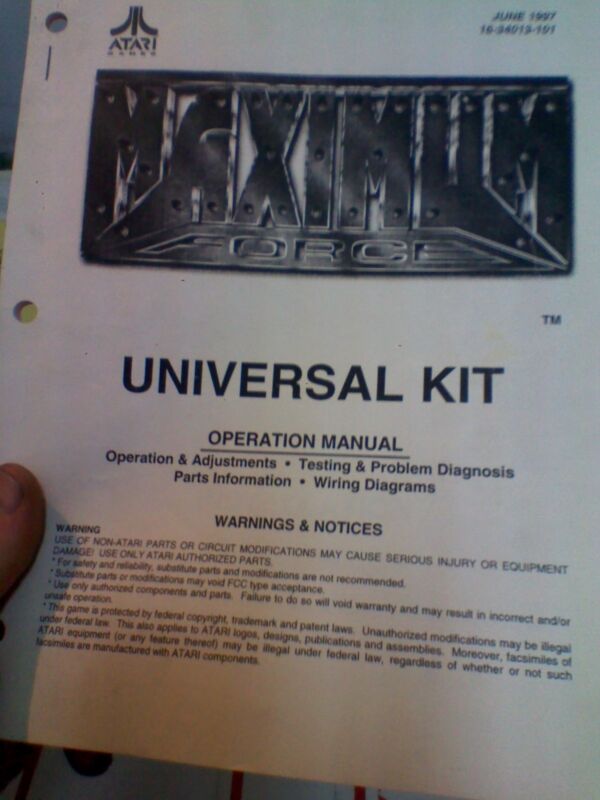 ATARI
GAMES
JUNE 1997
16-34013-101
MAXIMUM
FORCE
TM
UNIVERSAL KIT
OPERATION MANUAL
Operation & Adjustments • Testing & Problem Diagnosis
Parts Information • Wiring Diagrams
WARNINGS & NOTICES
WARNING
USE OF NON-ATARI PARTS OR CIRCUIT MODIFICATIONS MAY CAUSE SERIOUS INJURY OR EQUIPMENT
DAMAGE! USE ONLY ATARI AUTHORIZED PARTS.
* For safety and reliability, substitute parts and modifications are not recommended.
* Substitute parts or modifications may void FCC type acceptance.
* Use only authorized components and parts. Failure to do so will void warranty and may result in incorrect and/or
unsafe operation.
* This game is protected by federal copyright, trademark and patent laws. Unauthorized modifications may be illegal
under federal law. This also applies to ATARI logos, designs, publications and assemblies. Moreover, facsimiles of
ATARI equipment (or any feature thereof) may be illegal under federal law, regardless of whether or not such
facsimiles are manufactured with ATARI components.